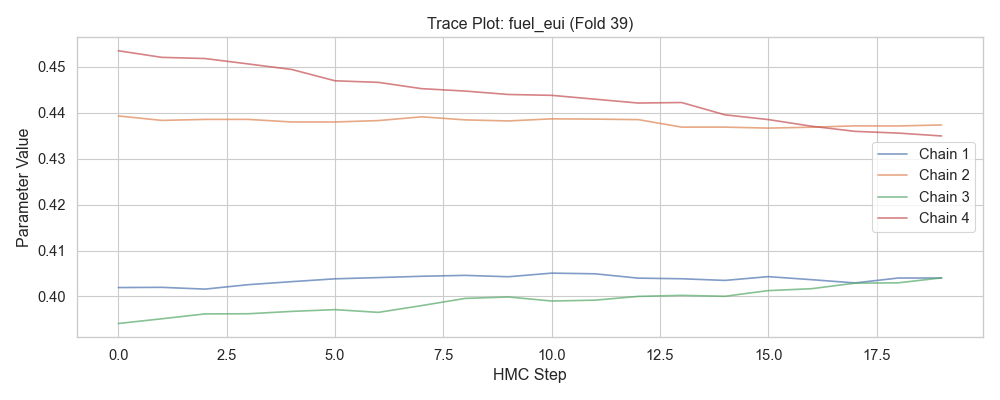 Trace Plot: fuel_eui (Fold 39)
Parameter Value
0.45
0.44
0.43
0.42
0.41
0.40
Chain 1
Chain 2
Chain 3
Chain 4
0.0 2.5 5.0 7.5 10.0 12.5 15.0 17.5
HMC Step